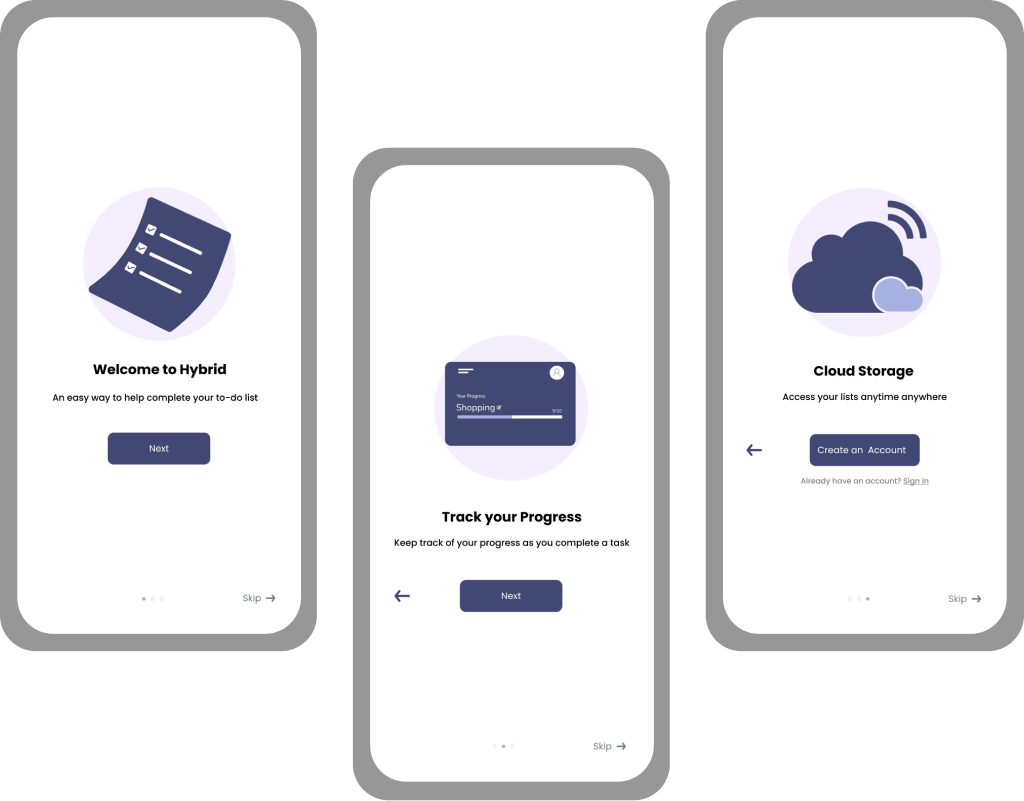 Welcome to Hybrid
An easy way to help complete your to-do list
Next
Skip
Your Progress
Shopping
5/10
Track your Progress
Keep track of your progress as you complete a task
Next
Skip
Cloud Storage
Access your lists anytime anywhere
Create an Account
Already have an account? Sign in
Skip